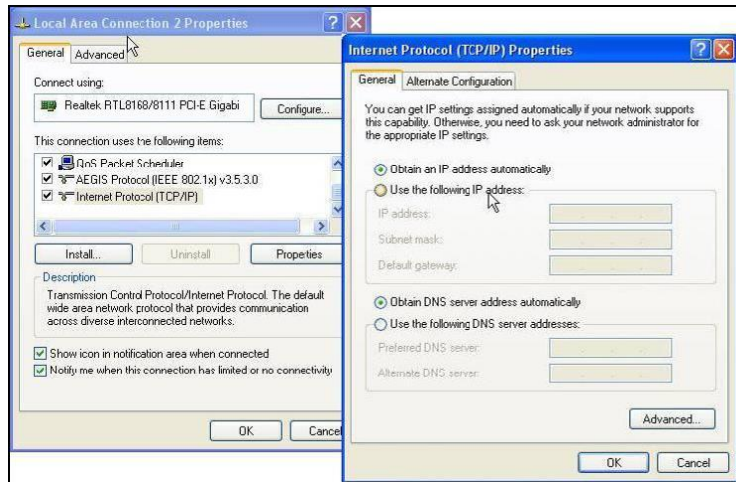 Local Area Connection 2 Properties
General
Advanced
Connect using:
Realtek RTL8168/8111 PCI-E Gigabi
Configure...
This connection uses the following items:
QoS Packet Scheduler
AEGIS Protocol (IEEE 802.1x) v3.5.3.0
Internet Protocol (TCP/IP)
Install...
Uninstall
Properties
Description
Transmission Control Protocol/Internet Protocol. The default
wide area network protocol that provides communication
across diverse interconnected networks.
Show icon in notification area when connected
Notify me when this connection has limited or no connectivity
OK
Cancel
Internet Protocol (TCP/IP) Properties
General
Alternate Configuration
You can get IP settings assigned automatically if your network supports
this capability. Otherwise, you need to ask your network administrator for
the appropriate IP settings.
Obtain an IP address automatically
Use the following IP address:
IP address:
Subnet mask:
Default gateway:
Obtain DNS server address automatically
Use the following DNS server addresses:
Preferred DNS server:
Alternate DNS server:
Advanced...
OK
Cancel